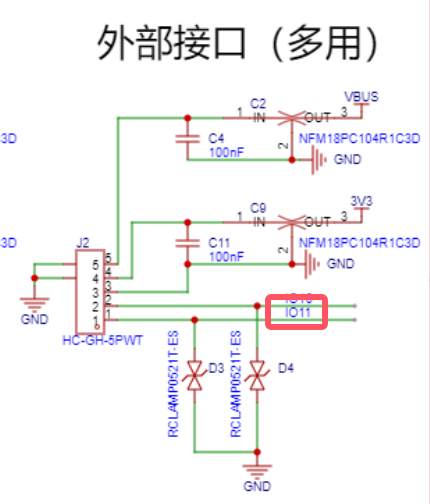 外部接口（多用）
VBUS
1 IN C2 OUT 3
3D
C4
100nF
2
NFM18PC104R1C3D
GND
3V3
1 IN C9 OUT 3
3D
C11
100nF
2
NFM18PC104R1C3D
GND
J2
5 5
4 4
3 3
2 2
1 1
GND
HC-GH-5PWT
IO10
IO11
RCLAMP0521T-ES
D3
RCLAMP0521T-ES
D4
GND